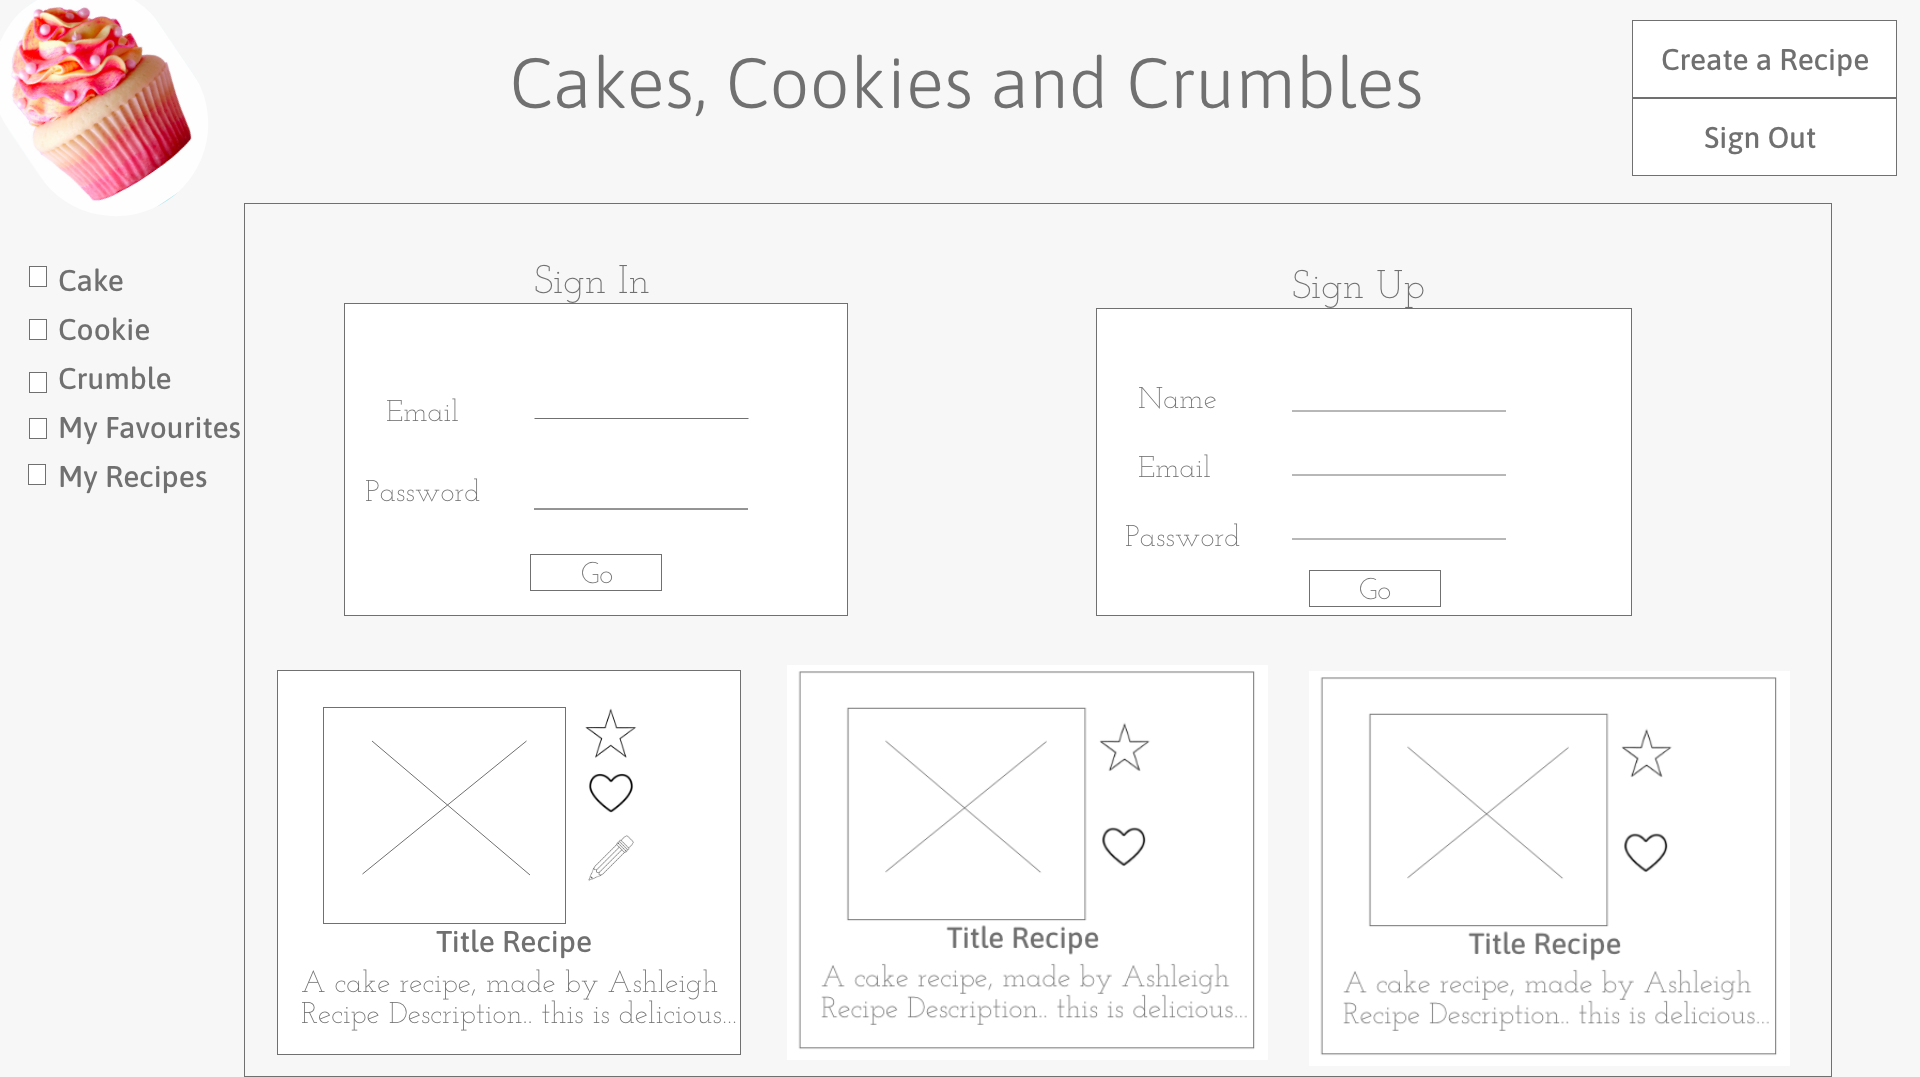 Cakes, Cookies and Crumbles
Create a Recipe
Sign Out
Cake
Cookie
Crumble
My Favourites
My Recipes
Sign In
Email
Password
Go
Sign Up
Name
Email
Password
Go
Title Recipe
A cake recipe, made by Ashleigh
Recipe Description.. this is delicious...
Title Recipe
A cake recipe, made by Ashleigh
Recipe Description.. this is delicious...
Title Recipe
A cake recipe, made by Ashleigh
Recipe Description.. this is delicious...